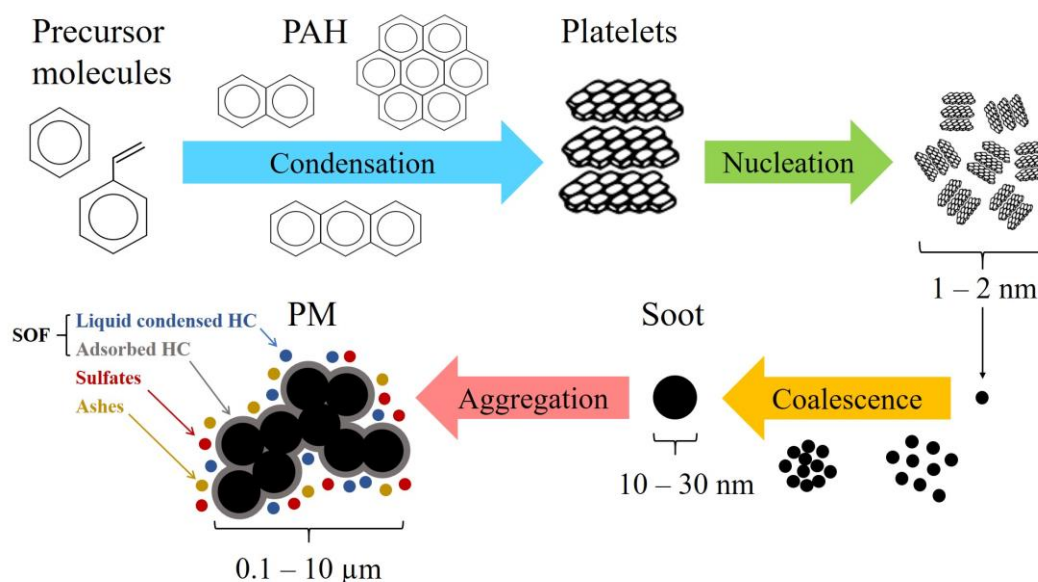 Precursor
molecules
PAH
Platelets
Condensation
Nucleation
1 – 2 nm
SOF
Liquid condensed HC
Adsorbed HC
Sulfates
Ashes
PM
Soot
Aggregation
Coalescence
10 – 30 nm
0.1 – 10 µm